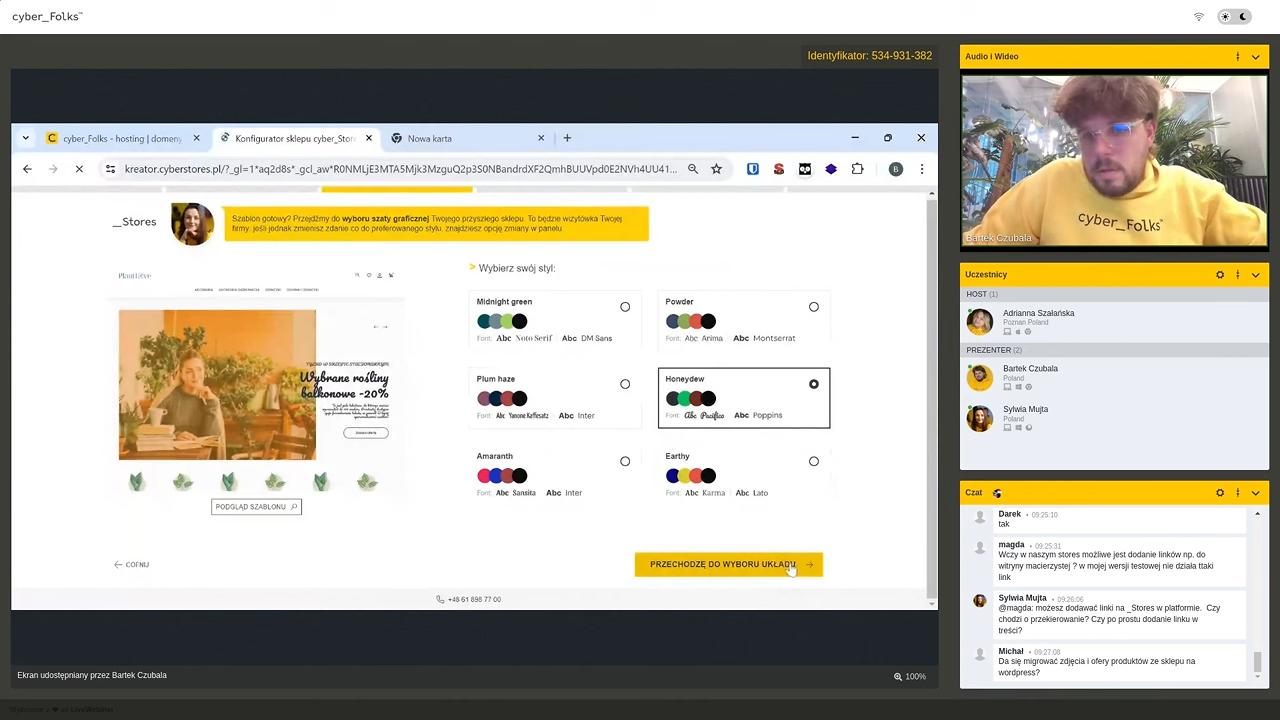 cyber_Folks™
Identyfikator: 534-931-382
cyber_Folks - hosting | domeny
Konfigurator sklepu cyber_Stor
Nowa karta
kreator.cyberstores.pl/?_gl=1*aq2d8s*_gcl_aw*R0NMLjE3MTA5Mjk3MzguQ2p3S0NBandrdXF2QmhBUUVpd0E2NVh4UU41...
B
__Stores
Szablon gotowy? Przejdźmy do wyboru szaty graficznej Twojego przyszłego sklepu. To będzie wizytówka Twojej
firmy. jeśli jednak zmienisz zdanie co do preferowanego stylu, znajdziesz opcję zmiany w panelu
> Wybierz swój styl:
Wybrane rośliny
balkonowe -20%
PODGLĄD SZABLONU
Midnight green
Font: Abc Noto Serif Abc DM Sans
Powder
Font: Abc Arima Abc Montserrat
Plum haze
Font: Abc Yanone Kaffesatz Abc Inter
Honeydew
Font: Abc Pacifico Abc Poppins
Amaranth
Font: Abc Sansita Abc Inter
Earthy
Font: Abc Karma Abc Lato
COFNIJ
PRZECHODZĘ DO WYBORU UKŁADU
+48 61 898 77 00
Ekran udostępniany przez Bartek Czubala
100%
Audio i Wideo
cyber_Folks™
Bartek Czubala
Uczestnicy
HOST (1)
Adrianna Szałańska
Poznan Poland
PREZENTER (2)
Bartek Czubala
Poland
Sylwia Mujta
Poland
Czat
Darek • 09:25:10
tak
magda • 09:25:31
Wczy w naszym stores możliwe jest dodanie linków np. do
witryny macierzystej ? w mojej wersji testowej nie działa ttaki
link
Sylwia Mujta • 09:26:06
@magda: możesz dodawać linki na _Stores w platformie. Czy
chodzi o przekierowanie? Czy po prostu dodanie linku w
treści?
Michał • 09:27:08
Da się migrować zdjęcia i ofery produktów ze sklepu na
wordpress?